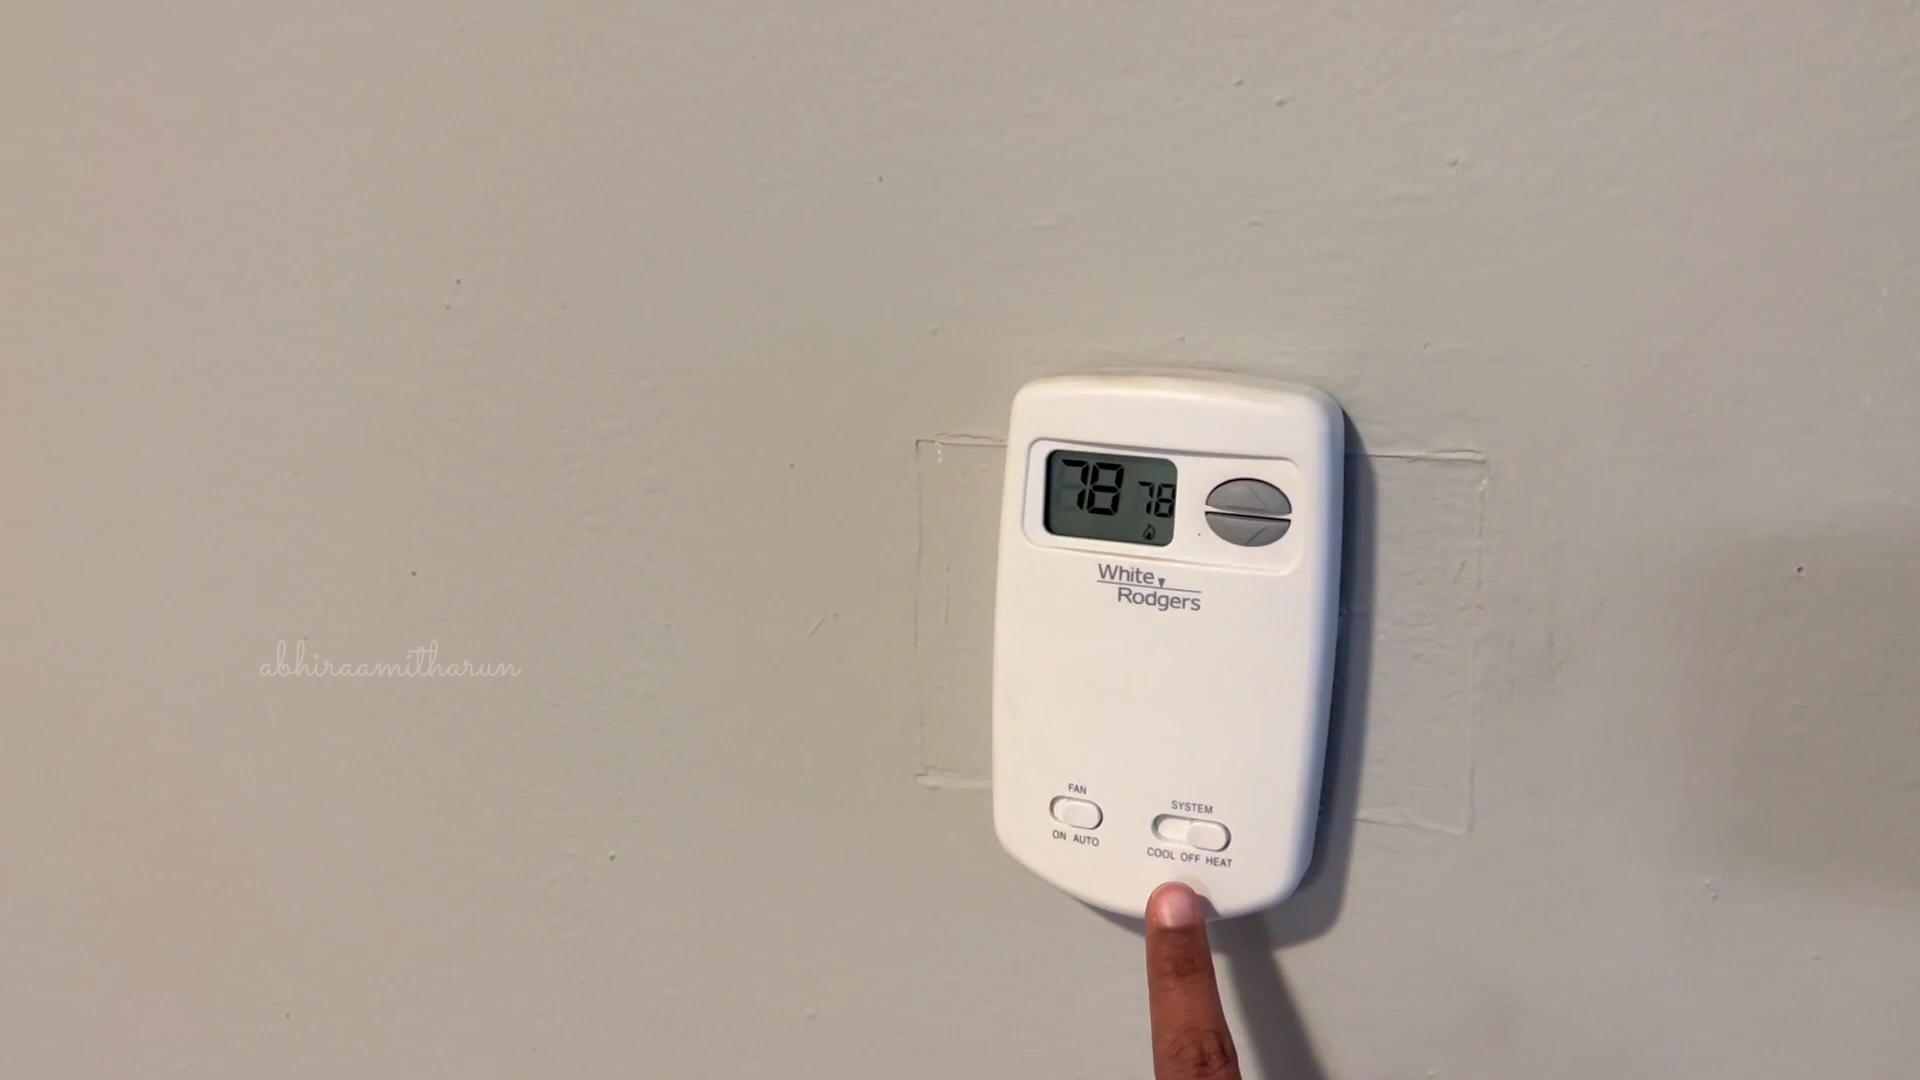 78 78
White
Rodgers
abhiraamitharun
FAN
ON AUTO
SYSTEM
COOL OFF HEAT